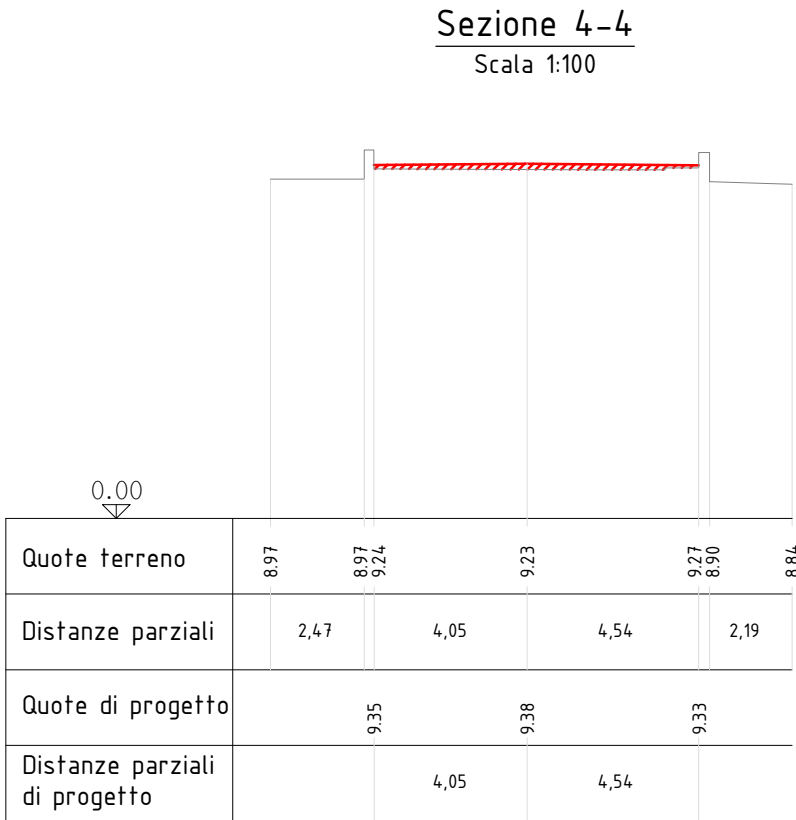 Sezione 4-4
Scala 1:100
0.00
Quote terreno 8.97 8.97 9.24 9.23 9.27 8.90 8.84
Distanze parziali 2,47 4,05 4,54 2,19
Quote di progetto 9.35 9.38 9.33
Distanze parziali
di progetto 4,05 4,54